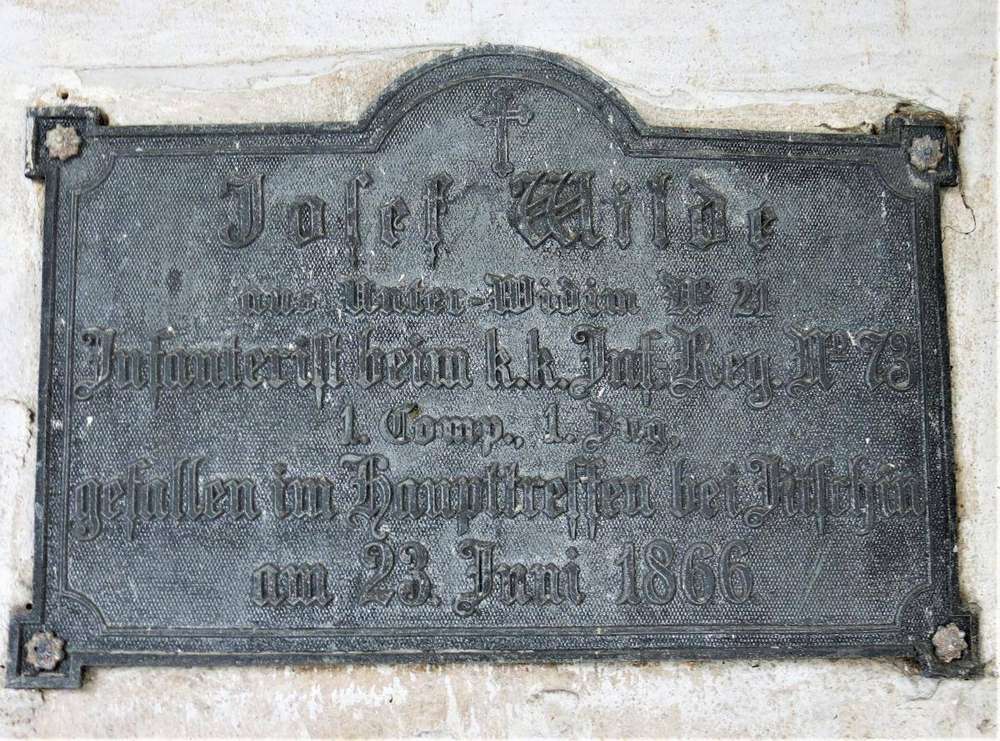 Josef Wilde
aus Unter-Widim No 21
Infanterist beim k.k. Inf. Reg. No 73
1. Comp., 1. Zug,
gefallen im Haupttreffen bei Jitschin
am 23. Juni 1866.